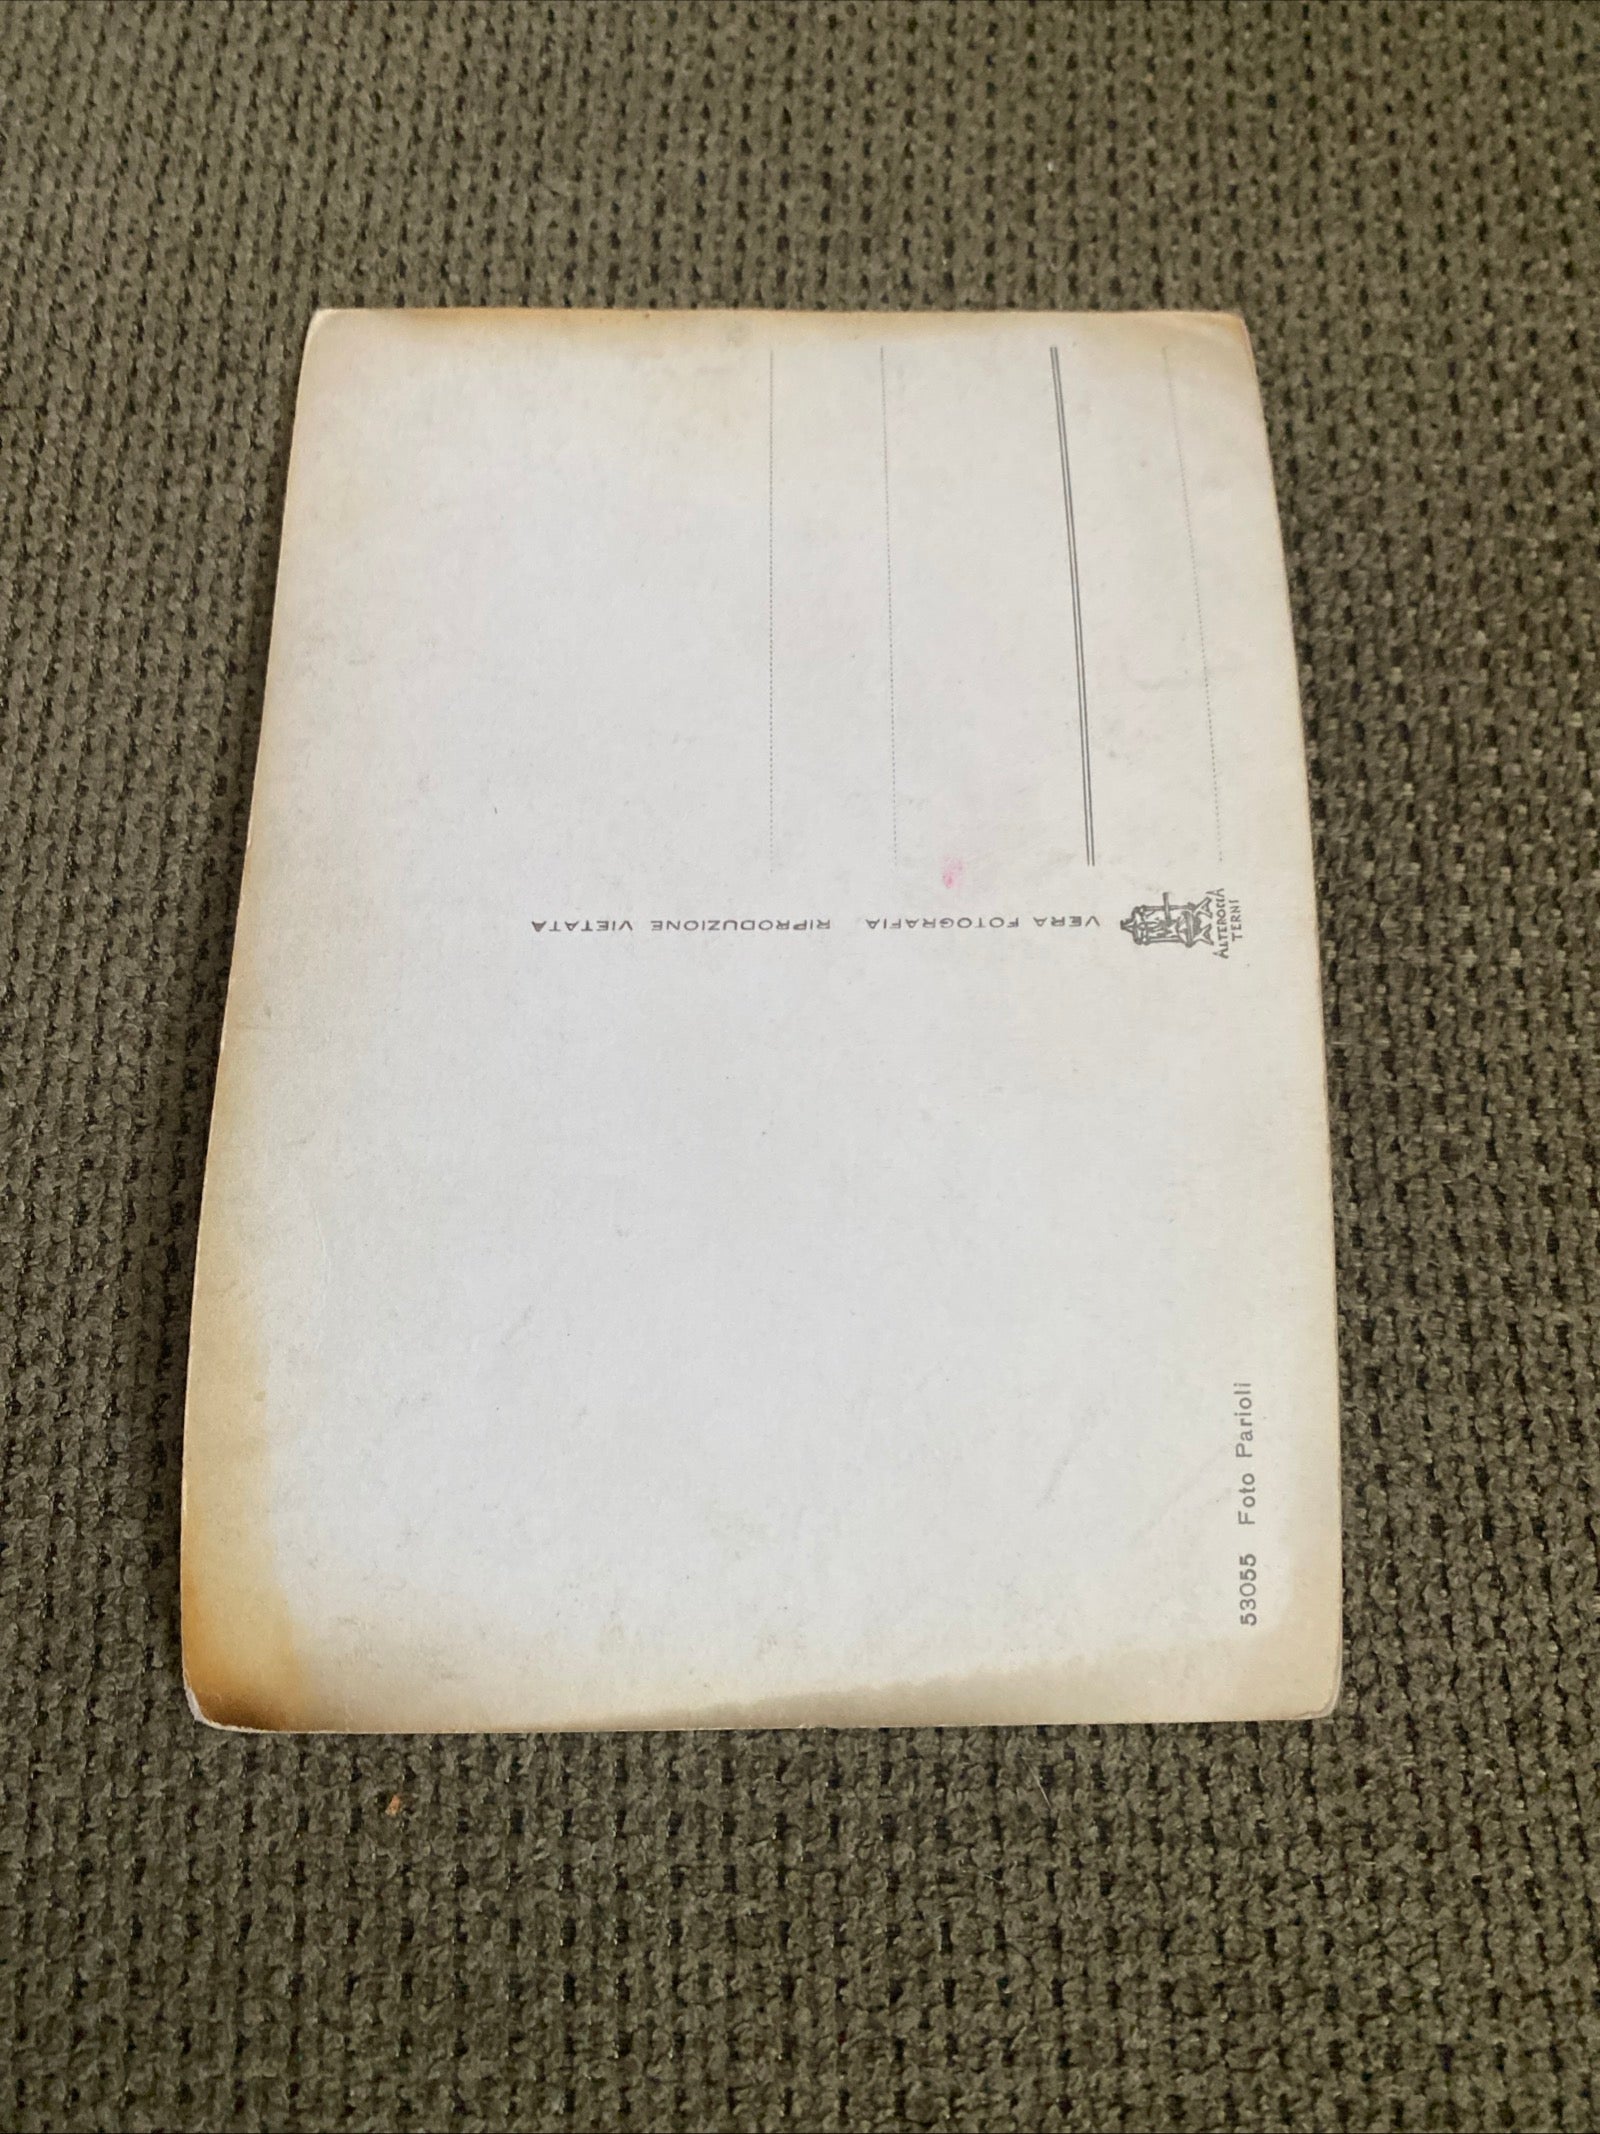 ALTEROCCA
TERNI
VERA FOTOGRAFIA RIPRODUZIONE VIETATA
53055 Foto Parioli